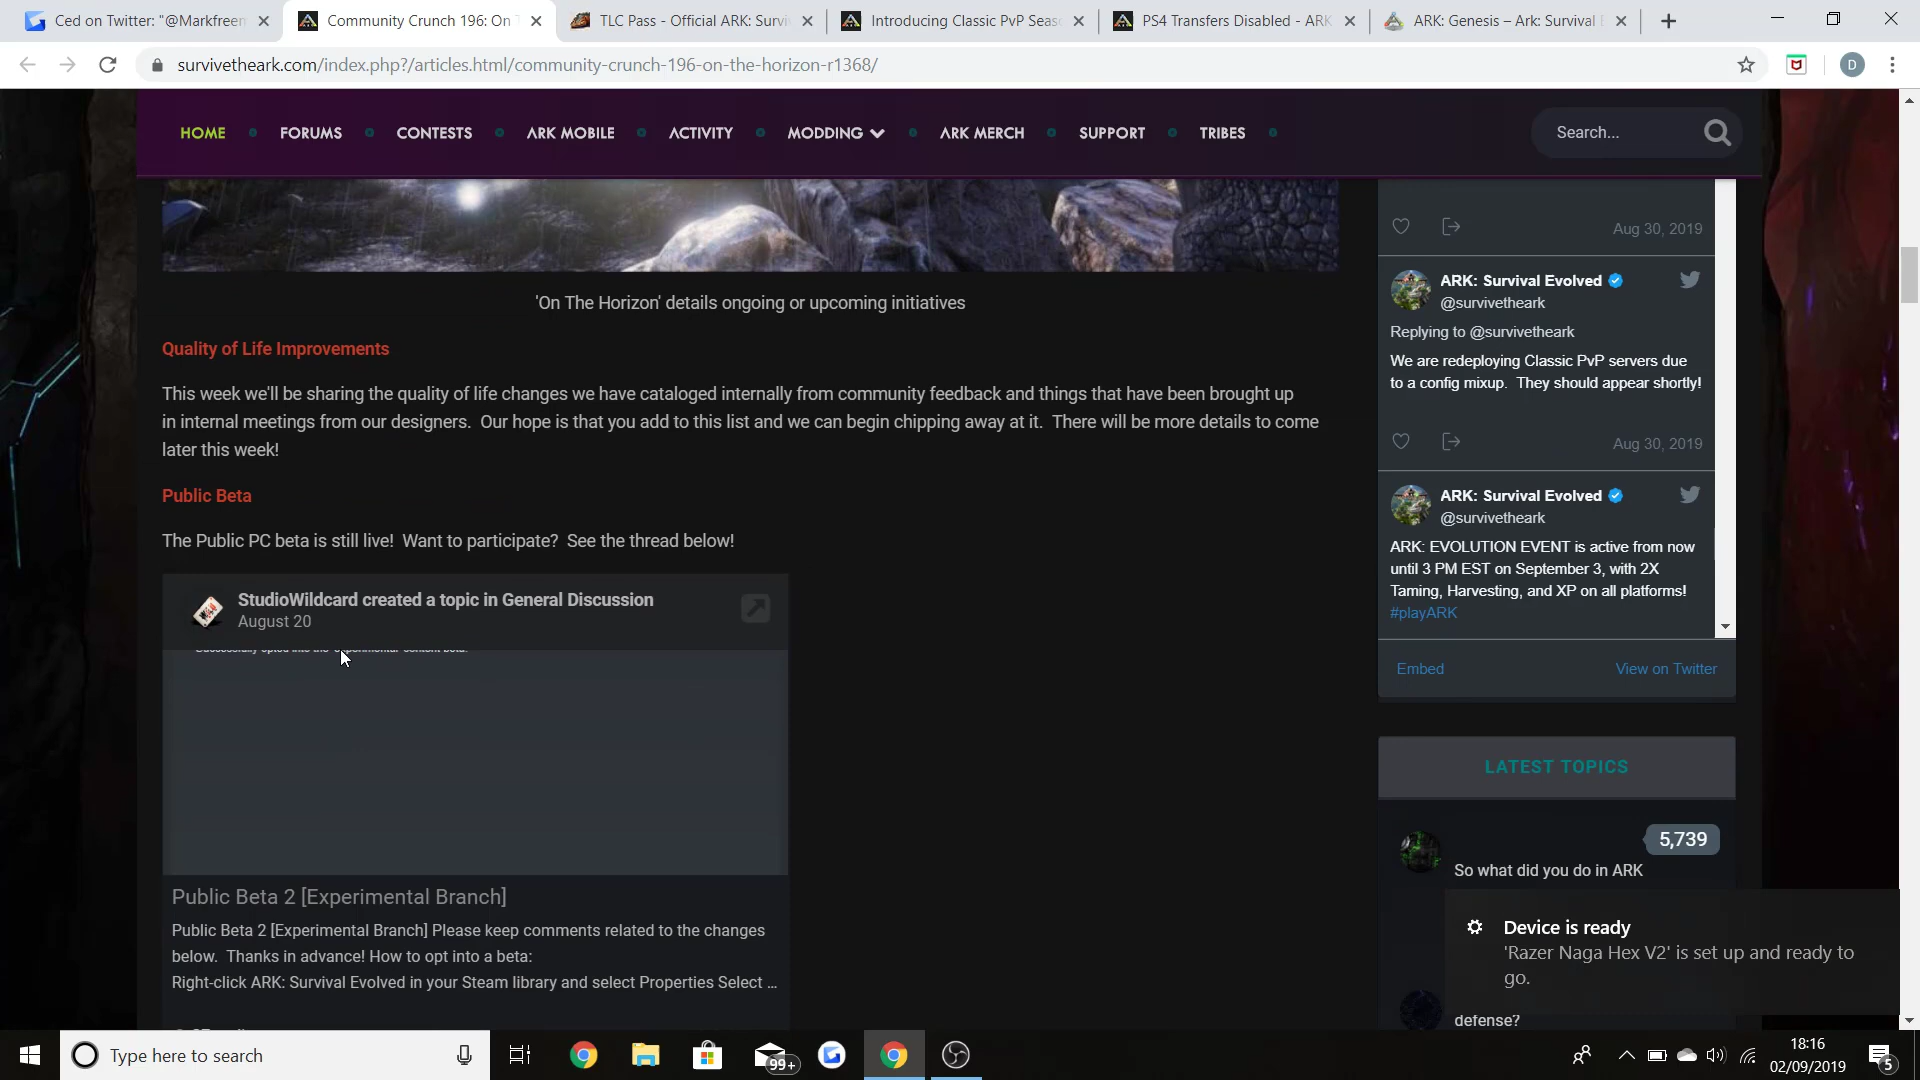 Ced on Twitter: "@Markfreen
Community Crunch 196: On T
TLC Pass - Official ARK: Surviv
Introducing Classic PvP Seas
PS4 Transfers Disabled - ARK
ARK: Genesis – Ark: Survival E
survivetheark.com/index.php?/articles.html/community-crunch-196-on-the-horizon-r1368/
D
HOME
FORUMS
CONTESTS
ARK MOBILE
ACTIVITY
MODDING
ARK MERCH
SUPPORT
TRIBES
Search...
'On The Horizon' details ongoing or upcoming initiatives
Quality of Life Improvements
This week we'll be sharing the quality of life changes we have cataloged internally from community feedback and things that have been brought up
in internal meetings from our designers. Our hope is that you add to this list and we can begin chipping away at it. There will be more details to come
later this week!
Public Beta
The Public PC beta is still live! Want to participate? See the thread below!
StudioWildcard created a topic in General Discussion
August 20
Public Beta 2 [Experimental Branch]
Public Beta 2 [Experimental Branch] Please keep comments related to the changes
below. Thanks in advance! How to opt into a beta:
Right-click ARK: Survival Evolved in your Steam library and select Properties Select ...
Aug 30, 2019
ARK: Survival Evolved
@survivetheark
Replying to @survivetheark
We are redeploying Classic PvP servers due
to a config mixup. They should appear shortly!
Aug 30, 2019
ARK: Survival Evolved
@survivetheark
ARK: EVOLUTION EVENT is active from now
until 3 PM EST on September 3, with 2X
Taming, Harvesting, and XP on all platforms!
#playARK
Embed
View on Twitter
LATEST TOPICS
5,739
So what did you do in ARK
defense?
Device is ready
'Razer Naga Hex V2' is set up and ready to
go.
Type here to search
99+
18:16
02/09/2019
5